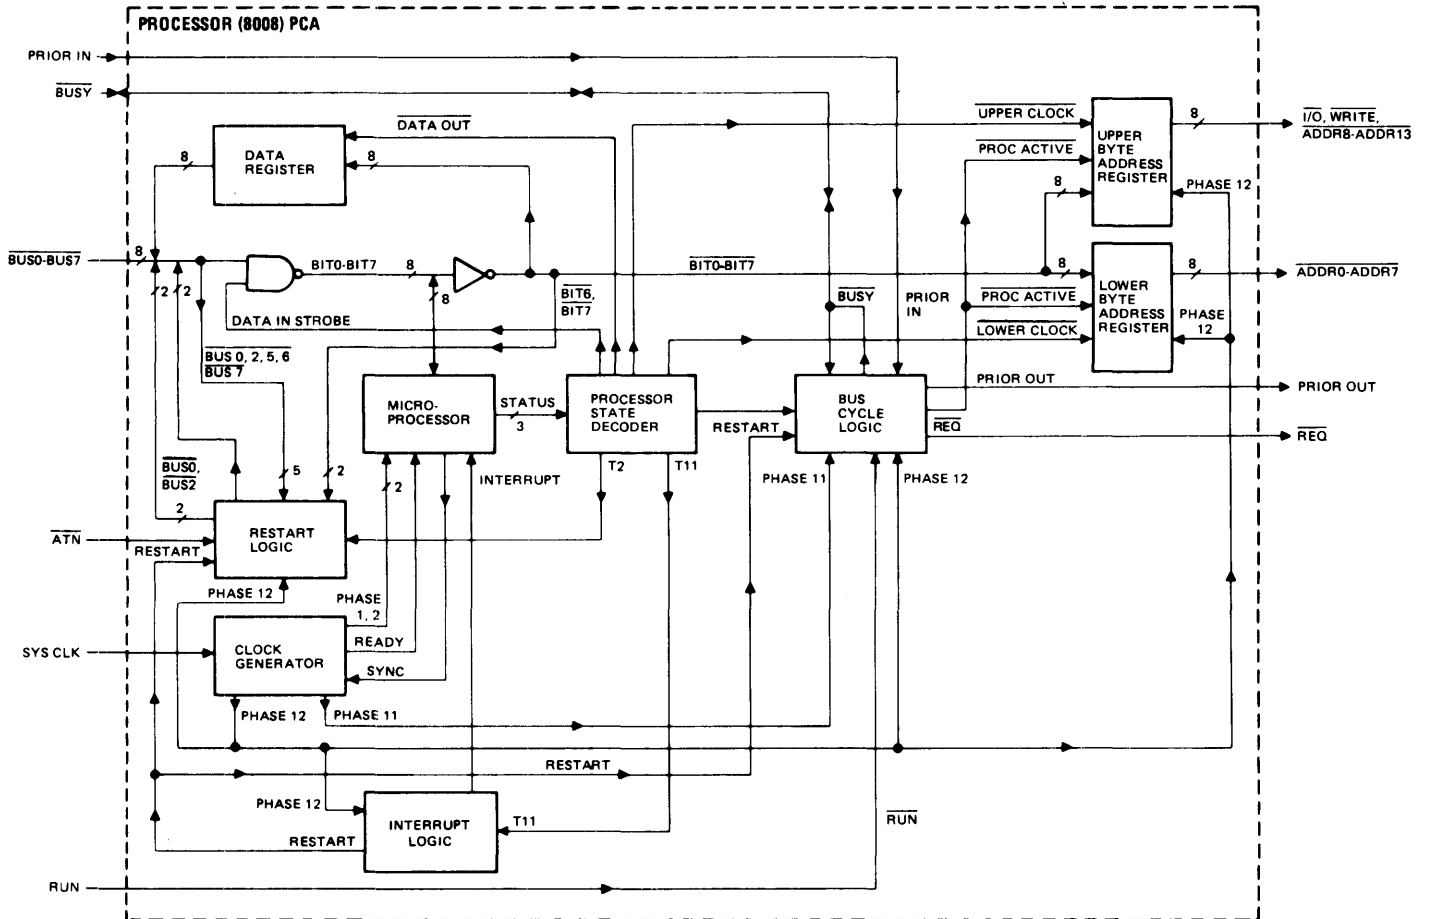 PROCESSOR (8008) PCA
PRIOR IN
BUSY
DATA OUT
UPPER CLOCK
8
I/O, WRITE,
ADDR8-ADDR13
DATA
REGISTER
8
8
PROC ACTIVE
UPPER
BYTE
ADDRESS
REGISTER
8
PHASE 12
BUS0-BUS7
8
BIT0-BIT7
8
8
BIT0-BIT7
8
8
ADDR0-ADDR7
2
2
BIT6,
BIT7
BUSY
PRIOR
IN
PROC ACTIVE
LOWER
BYTE
ADDRESS
REGISTER
PHASE
12
DATA IN STROBE
LOWER CLOCK
BUS 0, 2, 5, 6
BUS 7
MICRO-
PROCESSOR
STATUS
3
PROCESSOR
STATE
DECODER
RESTART
BUS
CYCLE
LOGIC
PRIOR OUT
PRIOR OUT
REQ
REQ
BUS0,
BUS2
5
2
2
INTERRUPT
T2
T11
PHASE 11
PHASE 12
2
ATN
RESTART
RESTART
LOGIC
PHASE 12
PHASE
1, 2
SYS CLK
CLOCK
GENERATOR
READY
SYNC
PHASE 12
PHASE 11
RESTART
PHASE 12
INTERRUPT
LOGIC
T11
RESTART
RUN
RUN